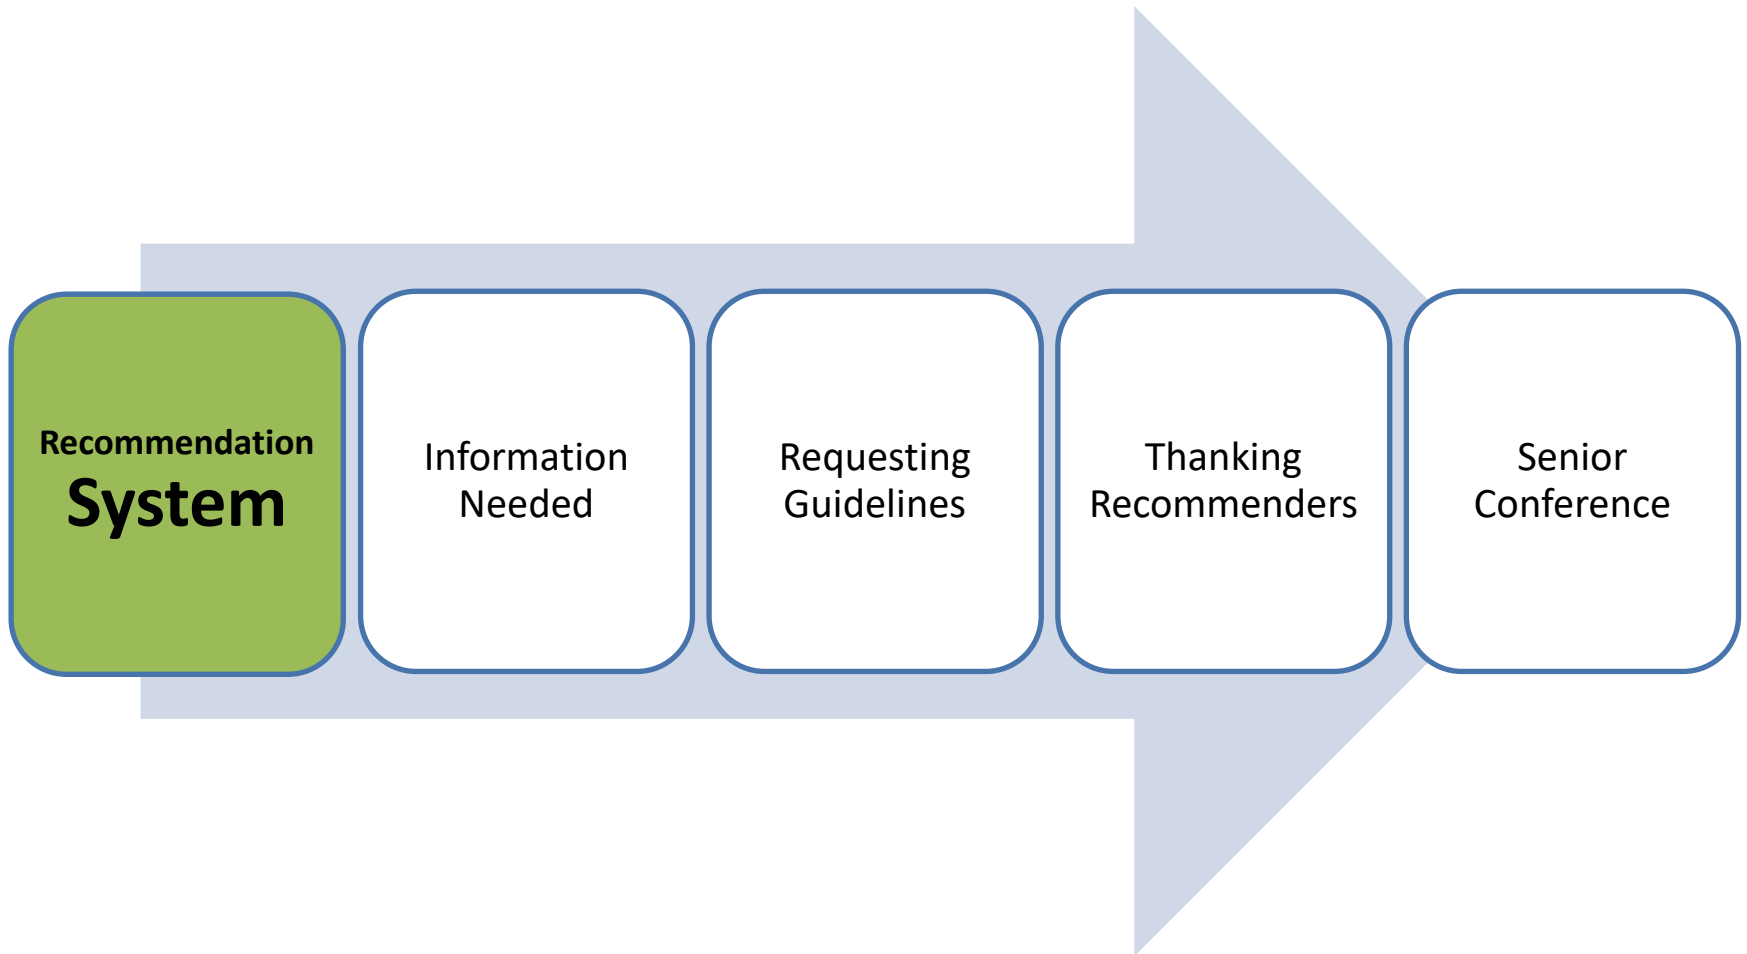 Recommendation
System
Information
Needed
Requesting
Guidelines
Thanking
Recommenders
Senior
Conference